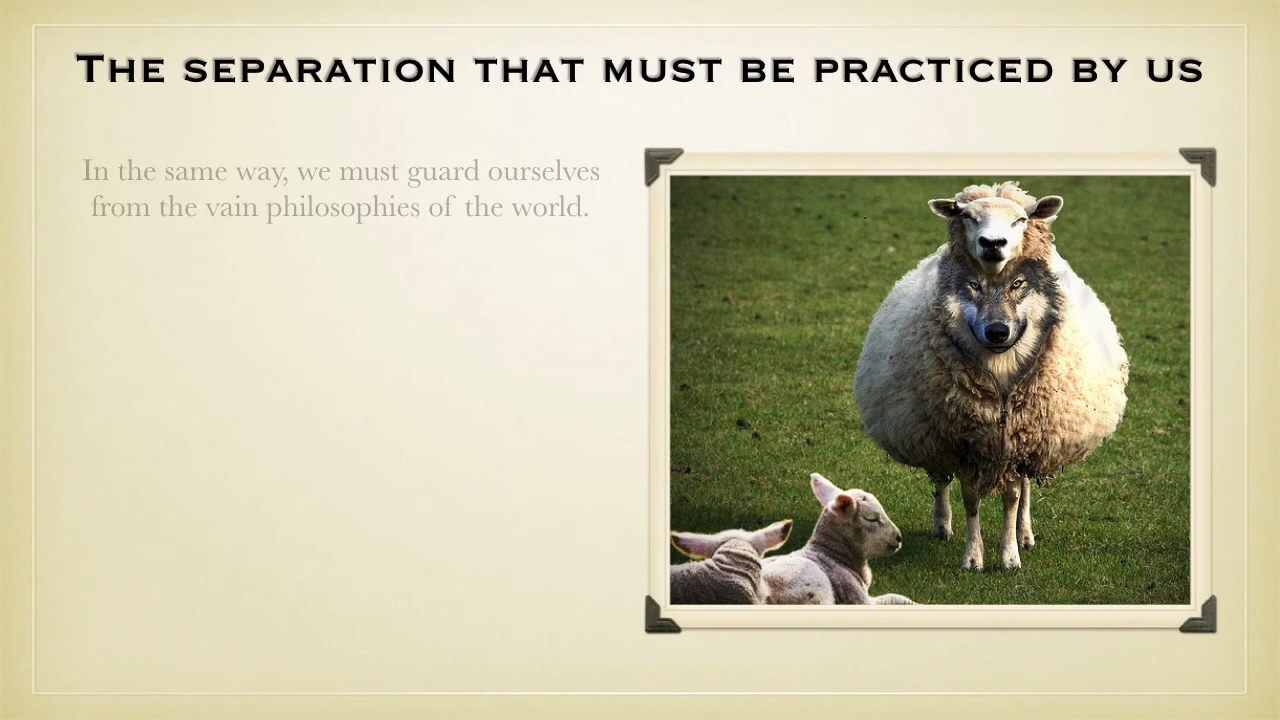 The separation that must be practiced by us
In the same way, we must guard ourselves
from the vain philosophies of the world.